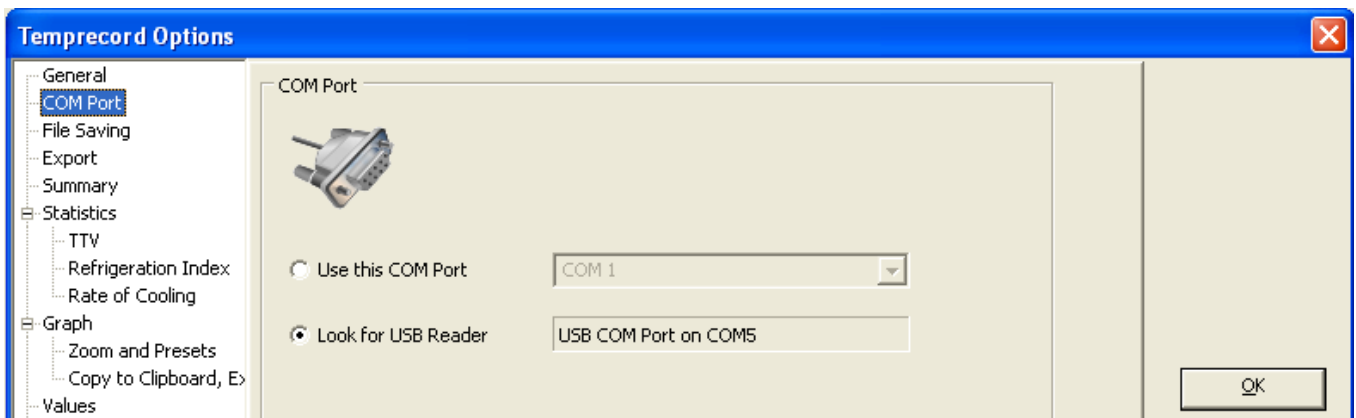 Temprecord Options
General
COM Port
File Saving
Export
Summary
Statistics
TTV
Refrigeration Index
Rate of Cooling
Graph
Zoom and Presets
Copy to Clipboard, Ex
Values
COM Port
Use this COM Port
COM 1
Look for USB Reader
USB COM Port on COM5
OK